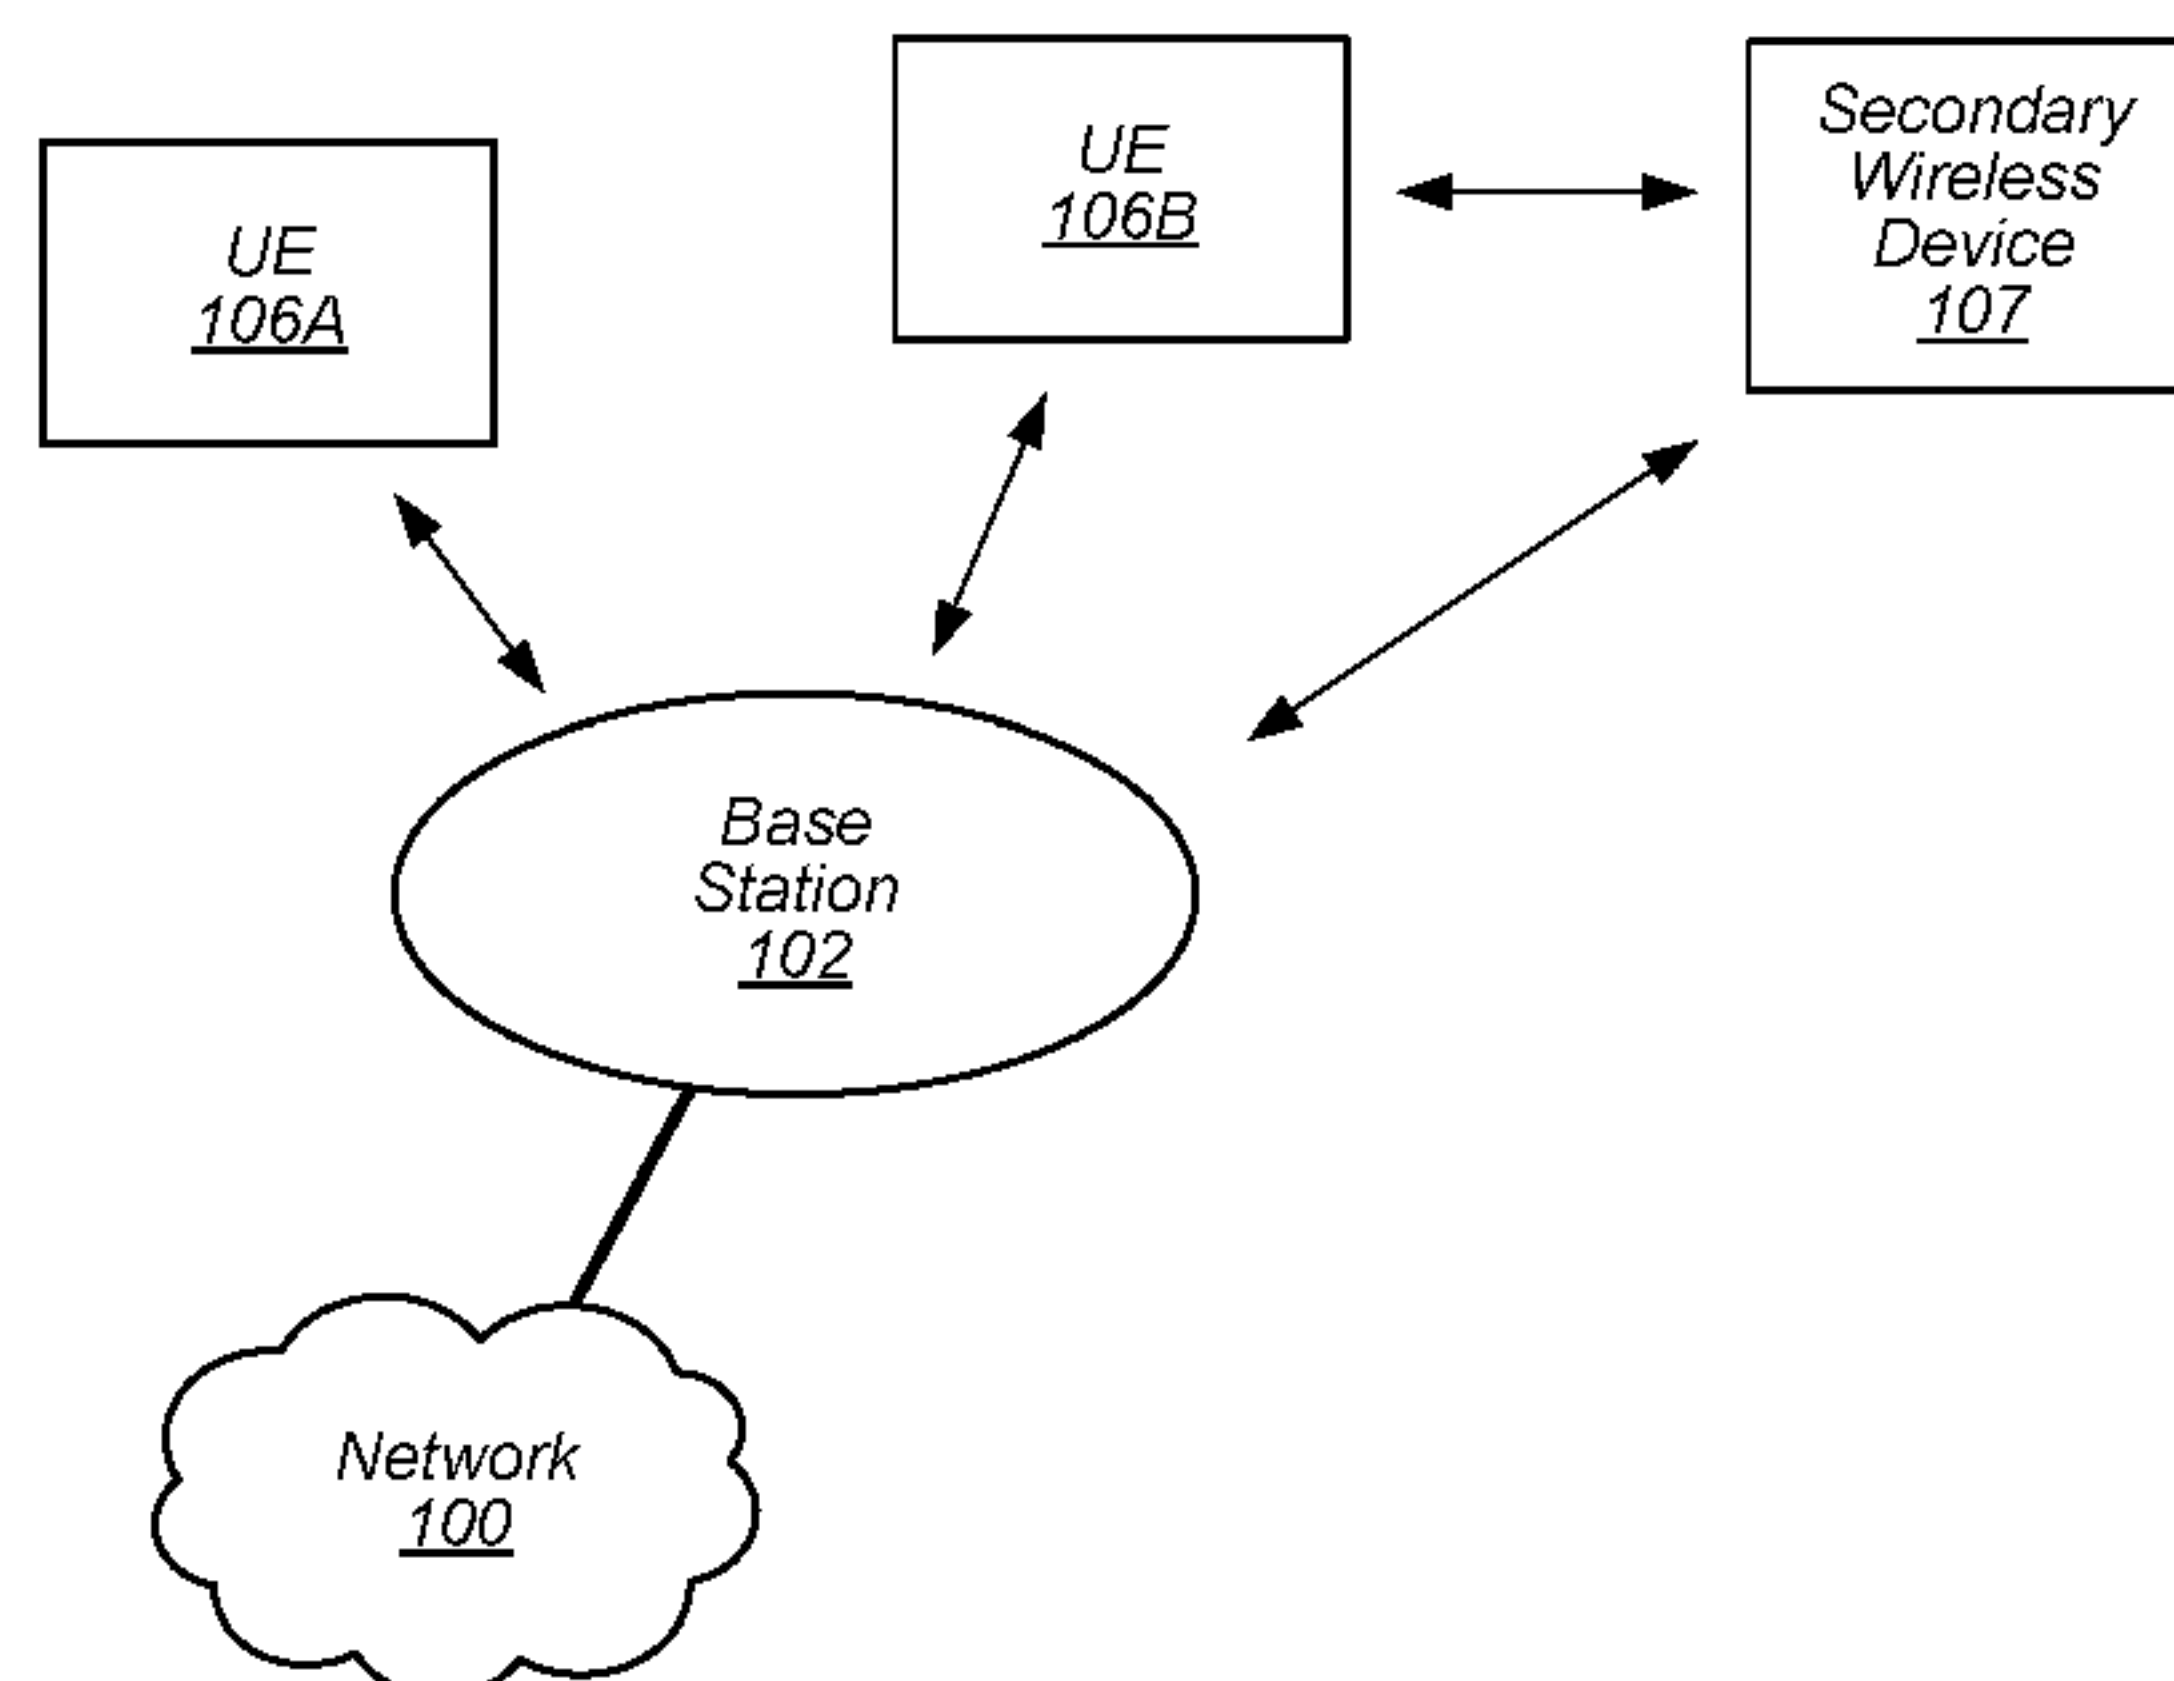 UE
106A
UE
106B
Secondary
Wireless
Device
107
Base
Station
102
Network
100